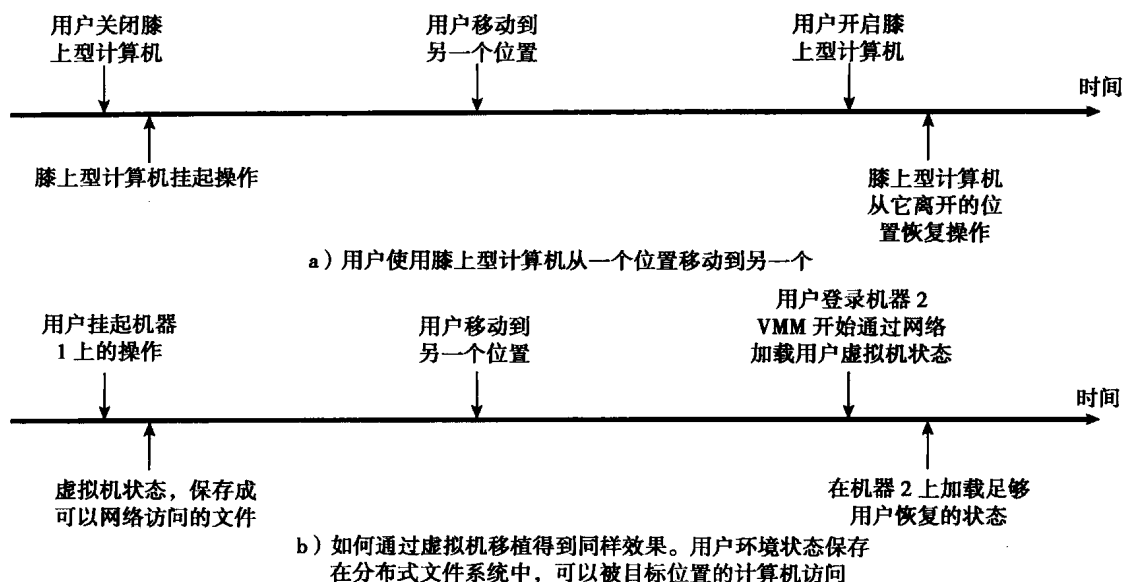 用户关闭膝
上型计算机
用户移动到
另一个位置
用户开启膝
上型计算机
时间
膝上型计算机挂起操作
膝上型计算机
从它离开的位
置恢复操作
a）用户使用膝上型计算机从一个位置移动到另一个
用户挂起机器
1 上的操作
用户移动到
另一个位置
用户登录机器 2
VMM 开始通过网络
加载用户虚拟机状态
时间
虚拟机状态，保存成
可以网络访问的文件
在机器 2 上加载足够
用户恢复的状态
b）如何通过虚拟机移植得到同样效果。用户环境状态保存
在分布式文件系统中，可以被目标位置的计算机访问